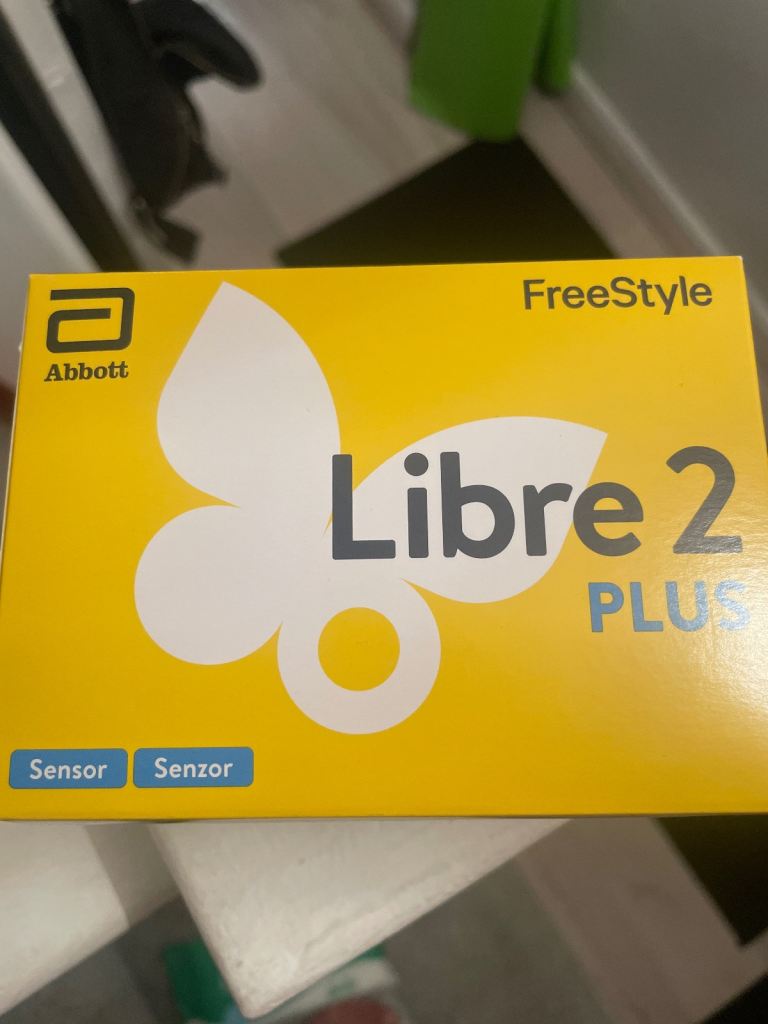 Abbott
FreeStyle
Libre 2
PLUS
Sensor
Senzor